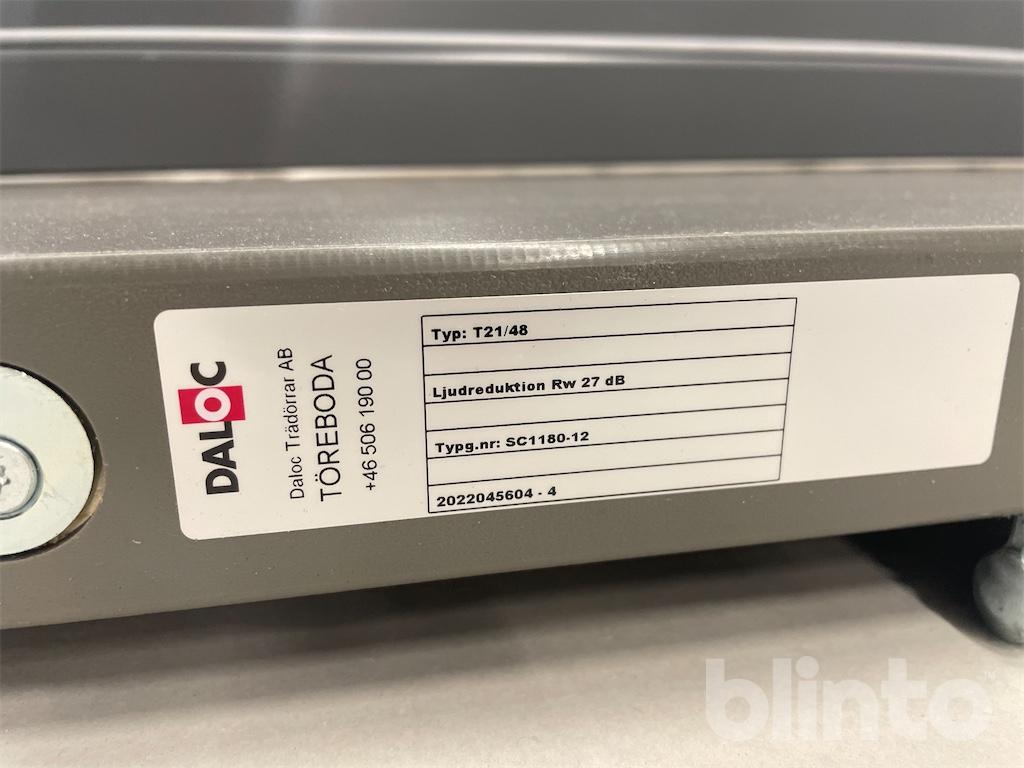 DALOC
Daloc Trädörrar AB
TÖREBODA
+46 506 190 00
Typ: T21/48
Ljudreduktion Rw 27 dB
Typg.nr: SC1180-12
2022045604 - 4
blinto™